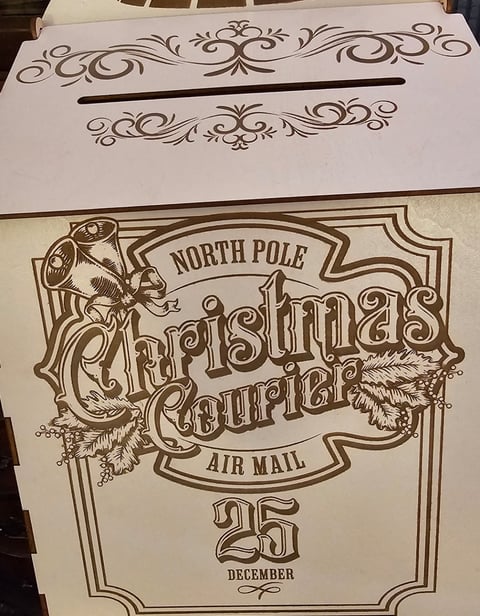 NORTH POLE
Christmas
Courier
AIR MAIL
25
DECEMBER